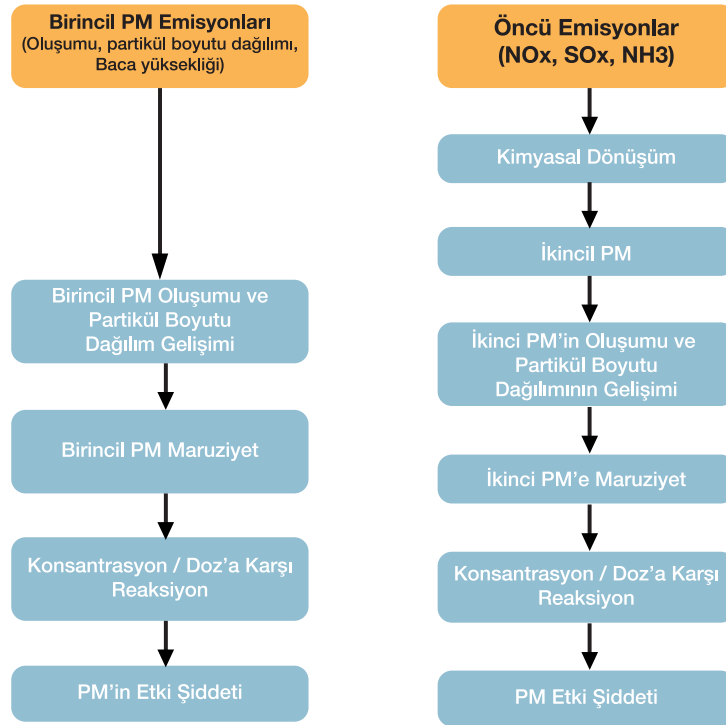 Birincil PM Emisyonları
(Oluşumu, partikül boyutu dağılımı,
Baca yüksekliği)
Birincil PM Oluşumu ve
Partikül Boyutu
Dağılım Gelişimi
Birincil PM Maruziyet
Konsantrasyon / Doz'a Karşı
Reaksiyon
PM'in Etki Şiddeti
Öncü Emisyonlar
(NOx, SOx, NH3)
Kimyasal Dönüşüm
İkincil PM
İkinci PM'in Oluşumu ve
Partikül Boyutu
Dağılımının Gelişimi
İkinci PM'e Maruziyet
Konsantrasyon / Doz'a Karşı
Reaksiyon
PM Etki Şiddeti